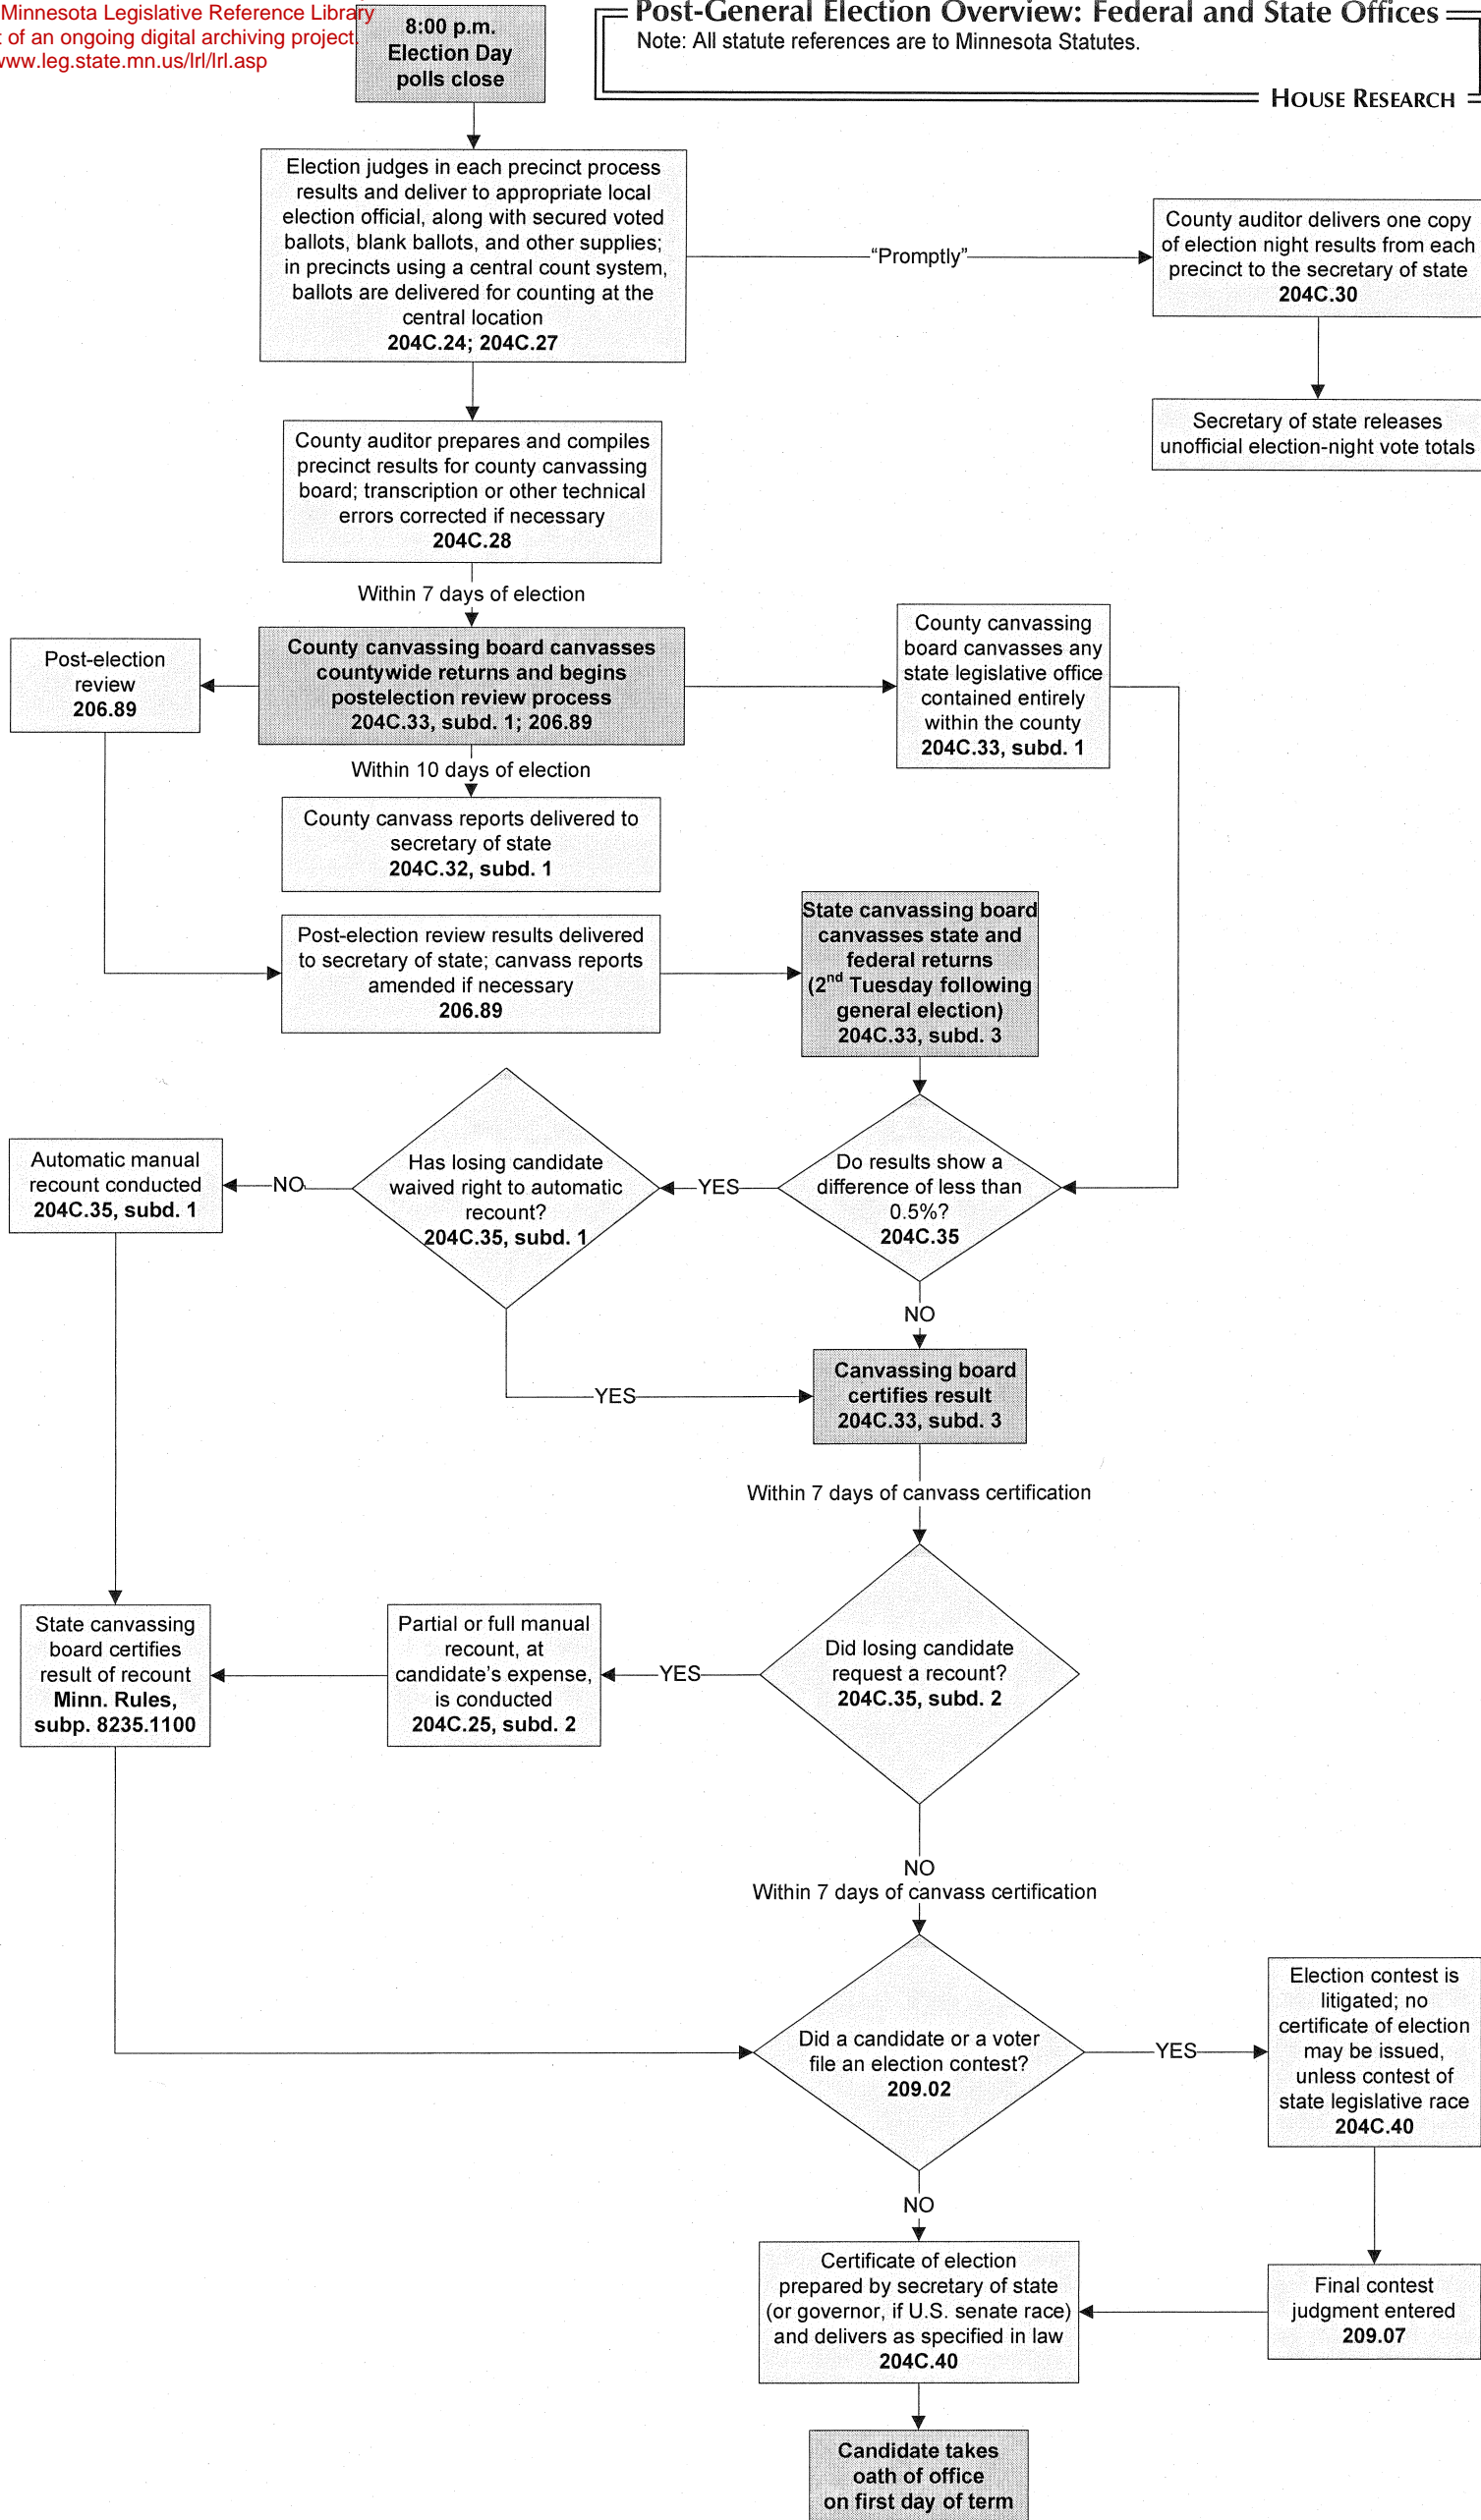 Minnesota Legislative Reference Library
of an ongoing digital archiving project.
www.leg.state.mn.us/lrl/lrl.asp
8:00 p.m.
Election Day
polls close
Post-General Election Overview: Federal and State Offices
Note: All statute references are to Minnesota Statutes.
HOUSE RESEARCH
Election judges in each precinct process
results and deliver to appropriate local
election official, along with secured voted
ballots, blank ballots, and other supplies;
in precincts using a central count system,
ballots are delivered for counting at the
central location
204C.24; 204C.27
“Promptly”
County auditor delivers one copy
of election night results from each
precinct to the secretary of state
204C.30
Secretary of state releases
unofficial election-night vote totals
County auditor prepares and compiles
precinct results for county canvassing
board; transcription or other technical
errors corrected if necessary
204C.28
Within 7 days of election
Post-election
review
206.89
County canvassing board canvasses
countywide returns and begins
postelection review process
204C.33, subd. 1; 206.89
County canvassing
board canvasses any
state legislative office
contained entirely
within the county
204C.33, subd. 1
Within 10 days of election
County canvass reports delivered to
secretary of state
204C.32, subd. 1
Post-election review results delivered
to secretary of state; canvass reports
amended if necessary
206.89
State canvassing board
canvasses state and
federal returns
(2nd Tuesday following
general election)
204C.33, subd. 3
Do results show a
difference of less than
0.5%?
204C.35
YES
Has losing candidate
waived right to automatic
recount?
204C.35, subd. 1
NO
Automatic manual
recount conducted
204C.35, subd. 1
NO
YES
Canvassing board
certifies result
204C.33, subd. 3
Within 7 days of canvass certification
Did losing candidate
request a recount?
204C.35, subd. 2
YES
Partial or full manual
recount, at
candidate’s expense,
is conducted
204C.25, subd. 2
State canvassing
board certifies
result of recount
Minn. Rules,
subp. 8235.1100
NO
Within 7 days of canvass certification
Did a candidate or a voter
file an election contest?
209.02
YES
Election contest is
litigated; no
certificate of election
may be issued,
unless contest of
state legislative race
204C.40
NO
Certificate of election
prepared by secretary of state
(or governor, if U.S. senate race)
and delivers as specified in law
204C.40
Final contest
judgment entered
209.07
Candidate takes
oath of office
on first day of term